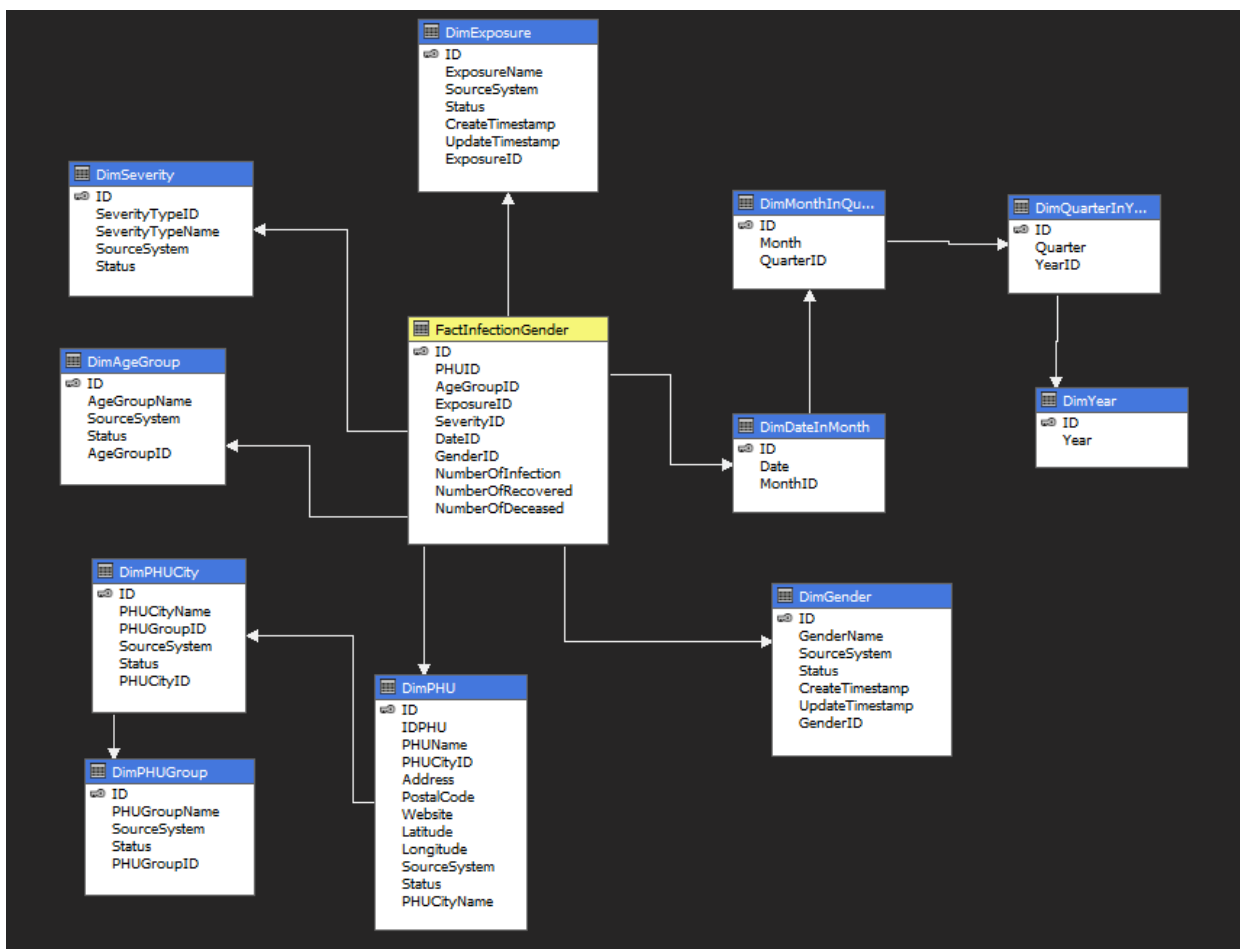 DimExposure
ID
ExposureName
SourceSystem
Status
CreateTimestamp
UpdateTimestamp
ExposureID
DimSeverity
ID
SeverityTypeID
SeverityTypeName
SourceSystem
Status
DimMonthInQu...
ID
Month
QuarterID
DimQuarterInY...
ID
Quarter
YearID
FactInfectionGender
ID
PHUID
AgeGroupID
ExposureID
SeverityID
DateID
GenderID
NumberOfInfection
NumberOfRecovered
NumberOfDeceased
DimAgeGroup
ID
AgeGroupName
SourceSystem
Status
AgeGroupID
DimYear
ID
Year
DimDateInMonth
ID
Date
MonthID
DimPHUCity
ID
PHUCityName
PHUGroupID
SourceSystem
Status
PHUCityID
DimGender
ID
GenderName
SourceSystem
Status
CreateTimestamp
UpdateTimestamp
GenderID
DimPHU
ID
IDPHU
PHUName
PHUCityID
Address
PostalCode
Website
Latitude
Longitude
SourceSystem
Status
PHUCityName
DimPHUGroup
ID
PHUGroupName
SourceSystem
Status
PHUGroupID